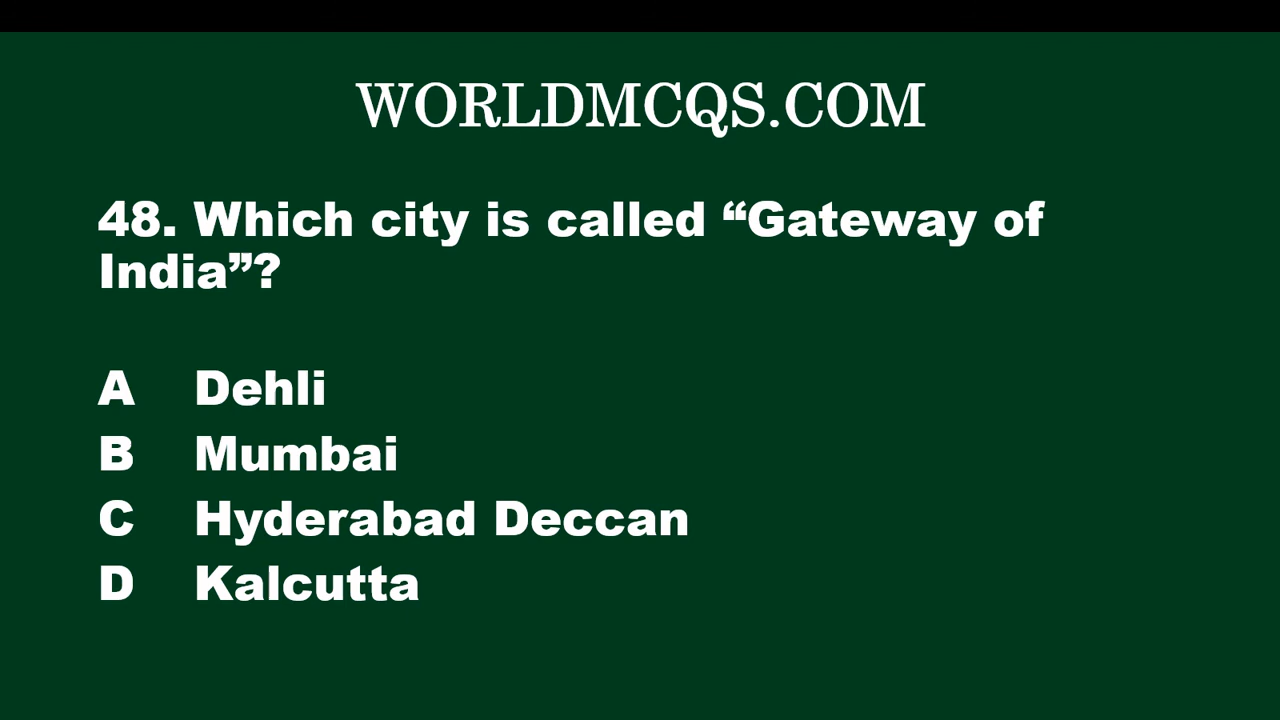 WORLDMCQS.COM
48. Which city is called “Gateway of
India”?
A Dehli
B Mumbai
C Hyderabad Deccan
D Kalcutta